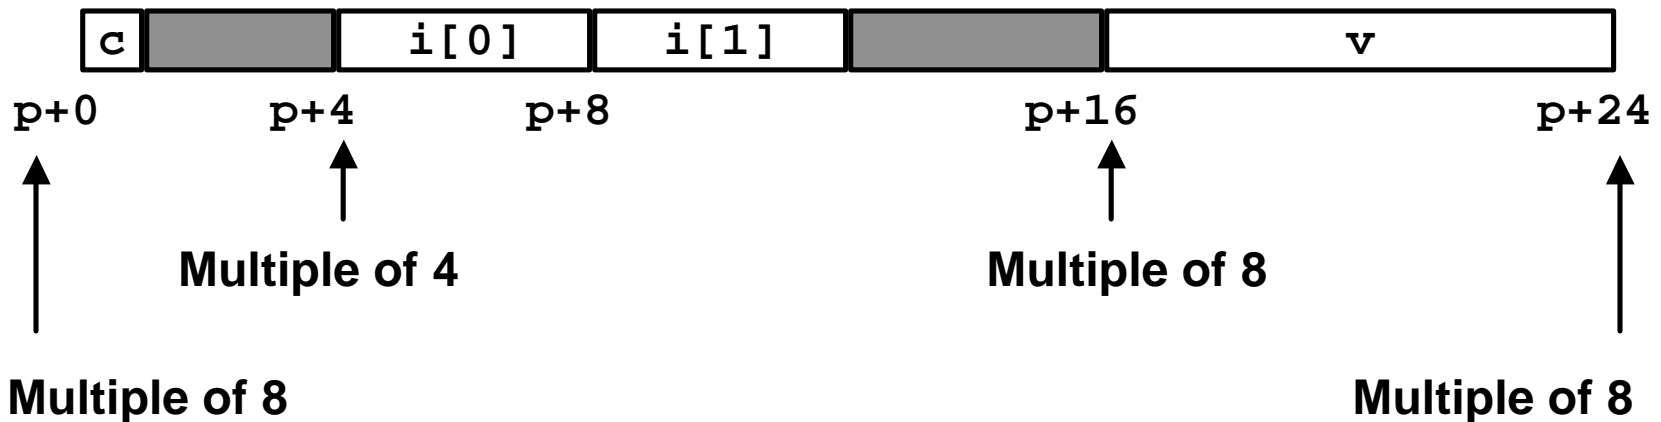 c i[0] i[1] v
p+0 p+4 p+8 p+16 p+24
Multiple of 4 Multiple of 8
Multiple of 8 Multiple of 8